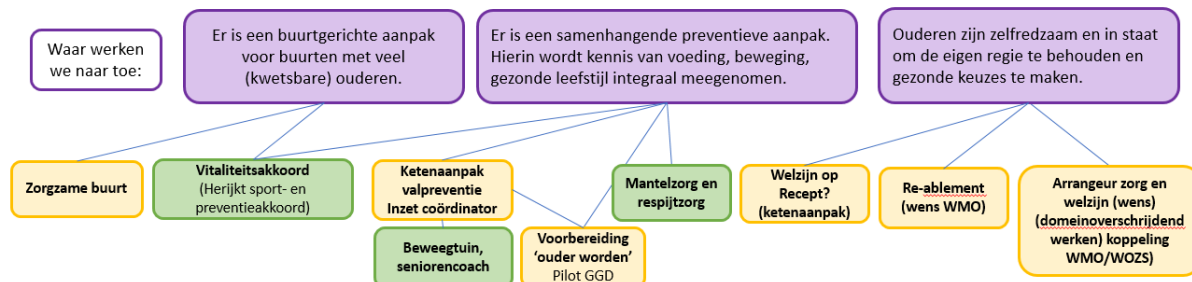 Waar werken
we naar toe:
Er is een buurtgerichte aanpak
voor buurten met veel
(kwetsbare) ouderen.
Er is een samenhangende preventieve aanpak.
Hierin wordt kennis van voeding, beweging,
gezonde leefstijl integraal meegenomen.
Ouderen zijn zelfredzaam en in staat
om de eigen regie te behouden en
gezonde keuzes te maken.
Zorgzame buurt
Vitaliteitsakkoord
(Herijkt sport- en
preventieakkoord)
Ketenaanpak
valpreventie
Inzet coördinator
Mantelzorg en
respijtzorg
Welzijn op
Recept?
(ketenaanpak)
Re-ablement
(wens WMO)
Arrangeur zorg en
welzijn (wens)
(domeinoverschrijdend
werken) koppeling
WMO/WOZS)
Beweegtuin,
seniorencoach
Voorbereiding
‘ouder worden’
Pilot GGD